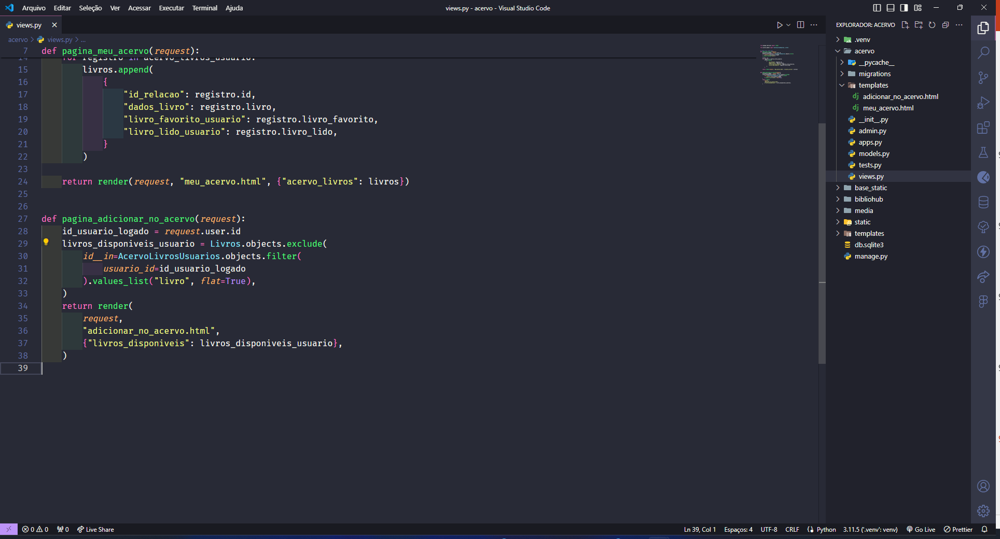 Arquivo Editar Seleção Ver Acessar Executar Terminal Ajuda
views.py - acervo - Visual Studio Code
views.py
EXPLORADOR: ACERVO
acervo > views.py > ...
7 def pagina_meu_acervo(request):
14 for registro in acervo_livros_usuario:
15 livros.append(
16 {
17 "id_relacao": registro.id,
18 "dados_livro": registro.livro,
19 "livro_favorito_usuario": registro.livro_favorito,
20 "livro_lido_usuario": registro.livro_lido,
21 }
22 )
23
24 return render(request, "meu_acervo.html", {"acervo_livros": livros})
25
26
27 def pagina_adicionar_no_acervo(request):
28 id_usuario_logado = request.user.id
29 livros_disponiveis_usuario = Livros.objects.exclude(
30 id__in=AcervoLivrosUsuarios.objects.filter(
31 usuario_id=id_usuario_logado
32 ).values_list("livro", flat=True),
33 )
34 return render(
35 request,
36 "adicionar_no_acervo.html",
37 {"livros_disponiveis": livros_disponiveis_usuario},
38 )
39
.venv
acervo
__pycache__
migrations
templates
adicionar_no_acervo.html
meu_acervo.html
__init__.py
admin.py
apps.py
models.py
tests.py
views.py
base_static
bibliohub
media
static
templates
db.sqlite3
manage.py
0 0 0 Live Share
Ln 39, Col 1 Espaços: 4 UTF-8 CRLF Python 3.11.5 ('.venv': venv) Go Live Prettier